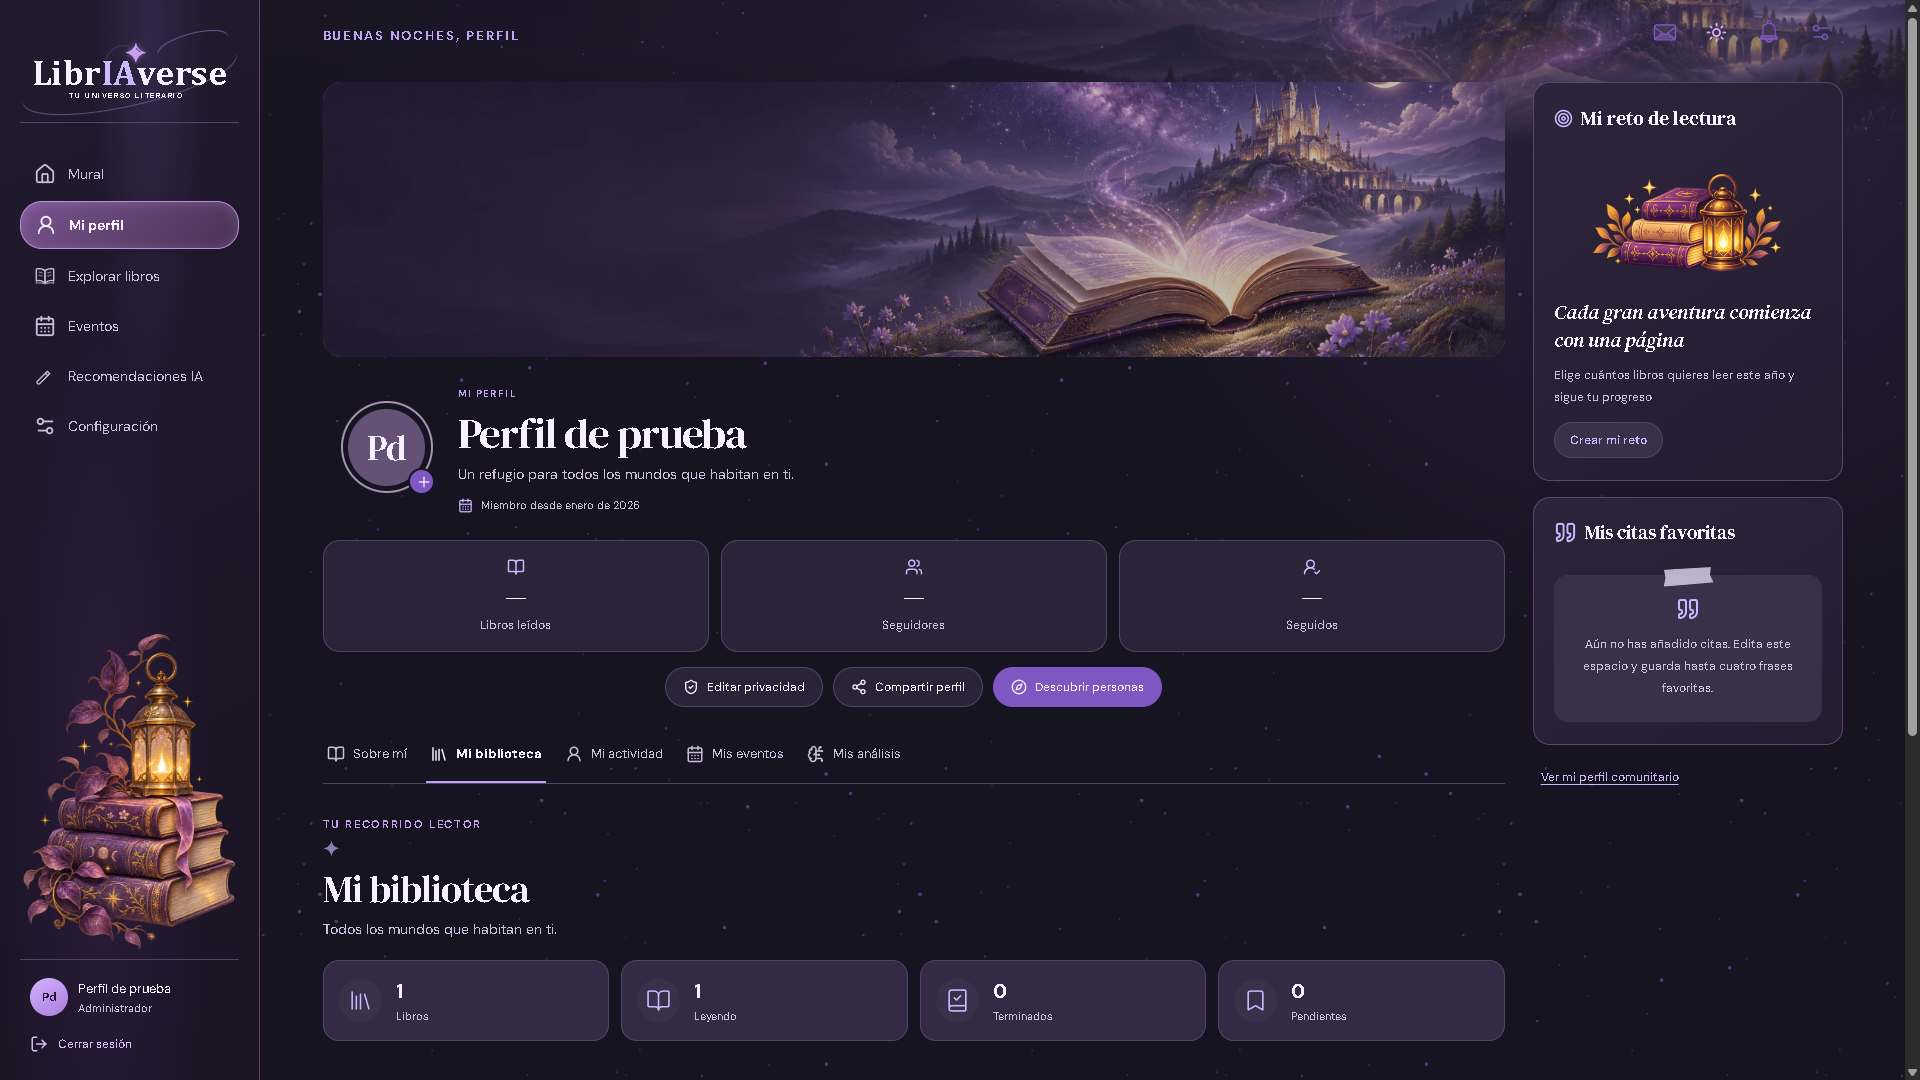 LibrIAverse
TU UNIVERSO LITERARIO
Mural
Mi perfil
Explorar libros
Eventos
Recomendaciones IA
Configuración
Pd
Perfil de prueba
Administrador
Cerrar sesión
BUENAS NOCHES, PERFIL
Pd
MI PERFIL
Perfil de prueba
Un refugio para todos los mundos que habitan en ti.
Miembro desde enero de 2026
—
Libros leídos
—
Seguidores
—
Seguidos
Editar privacidad
Compartir perfil
Descubrir personas
Sobre mí
Mi biblioteca
Mi actividad
Mis eventos
Mis análisis
TU RECORRIDO LECTOR
Mi biblioteca
Todos los mundos que habitan en ti.
1
Libros
1
Leyendo
0
Terminados
0
Pendientes
Mi reto de lectura
Cada gran aventura comienza
con una página
Elige cuántos libros quieres leer este año y
sigue tu progreso
Crear mi reto
Mis citas favoritas
Aún no has añadido citas. Edita este
espacio y guarda hasta cuatro frases
favoritas.
Ver mi perfil comunitario